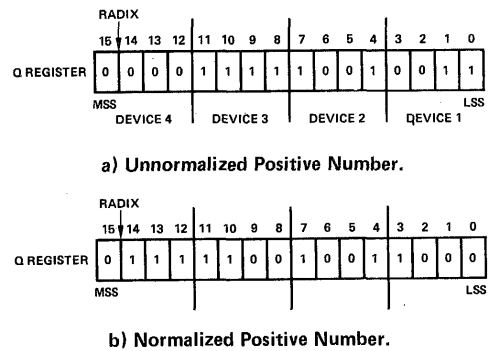 RADIX
15 14 13 12 11 10 9 8 7 6 5 4 3 2 1 0
Q REGISTER 0 0 0 0 1 1 1 1 1 0 0 1 0 0 1 1
MSS LSS
DEVICE 4 DEVICE 3 DEVICE 2 DEVICE 1
a) Unnormalized Positive Number.
RADIX
15 14 13 12 11 10 9 8 7 6 5 4 3 2 1 0
Q REGISTER 0 1 1 1 1 1 0 0 1 0 0 1 1 0 0 0
MSS LSS
b) Normalized Positive Number.